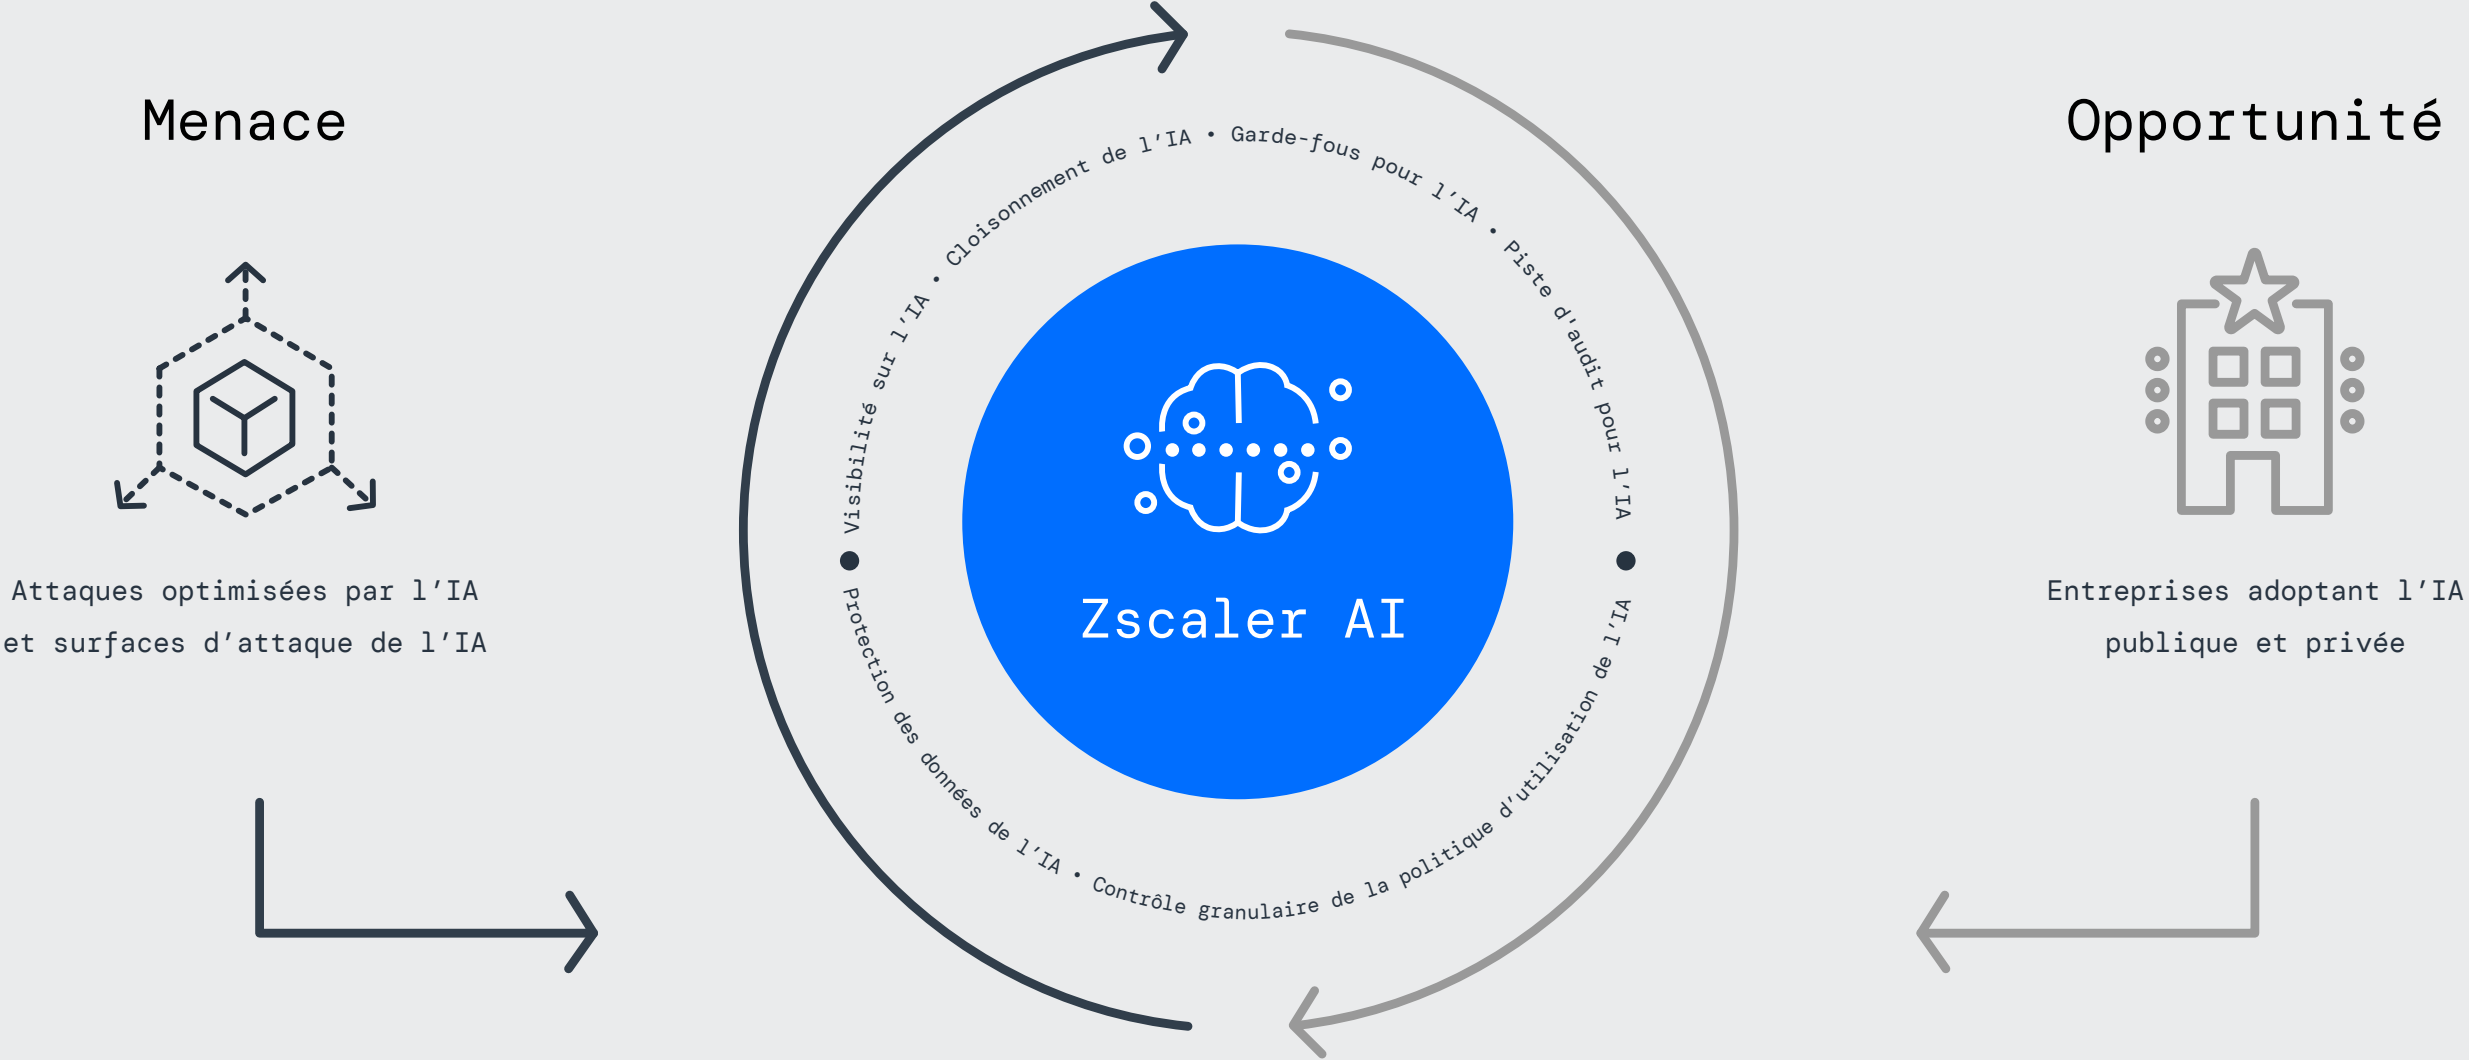 Menace
Attaques optimisées par l’IA
et surfaces d’attaque de l’IA
Visibilité sur l’IA • Cloisonnement de l’IA • Garde-fous pour l’IA • Piste d'audit pour l’IA
Protection des données de l’IA • Contrôle granulaire de la politique d’utilisation de l’IA
Zscaler AI
Opportunité
Entreprises adoptant l’IA
publique et privée